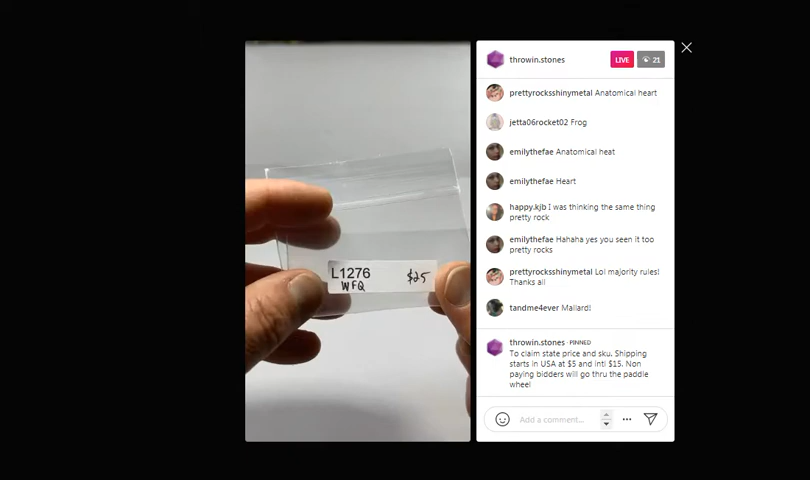 L1276 $25
WFQ
throwin.stones LIVE 21
prettyrocksshinymetal Anatomical heart
jetta06rocket02 Frog
emilythefae Anatomical heat
emilythefae Heart
happy.kjb I was thinking the same thing
pretty rock
emilythefae Hahaha yes you seen it too
pretty rocks
prettyrocksshinymetal Lol majority rules!
Thanks all
tandme4ever Mallard!
throwin.stones · PINNED
To claim state price and sku. Shipping
starts in USA at $5 and intl $15. Non
paying bidders will go thru the paddle
wheel
Add a comment...